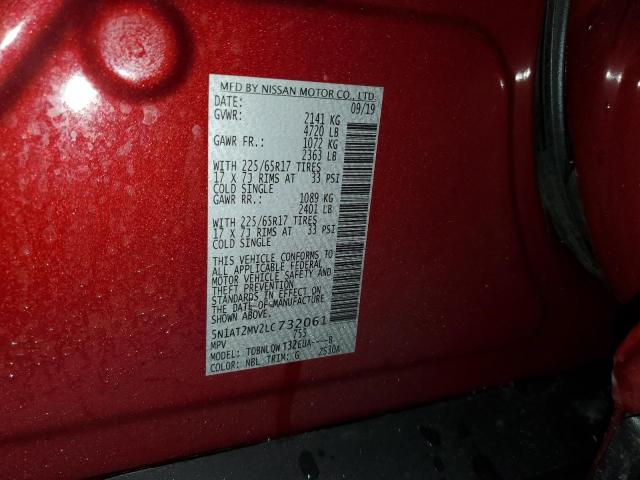 MFD BY NISSAN MOTOR CO., LTD.
DATE: 09/19
GVWR: 2141 KG
4720 LB
GAWR FR.: 1072 KG
2363 LB
WITH 225/65R17 TIRES
17 X 7J RIMS AT 33 PSI
COLD SINGLE
GAWR RR.: 1089 KG
2401 LB
WITH 225/65R17 TIRES
17 X 7J RIMS AT 33 PSI
COLD SINGLE
THIS VEHICLE CONFORMS TO
ALL APPLICABLE FEDERAL
MOTOR VEHICLE SAFETY AND
THEFT PREVENTION
STANDARDS IN EFFECT ON
THE DATE OF MANUFACTURE
SHOWN ABOVE.
5N1AT2MV2LC732061
MPV 755
MODEL: TDBNLQW
COLOR: NBL TRIM: G 2S30A